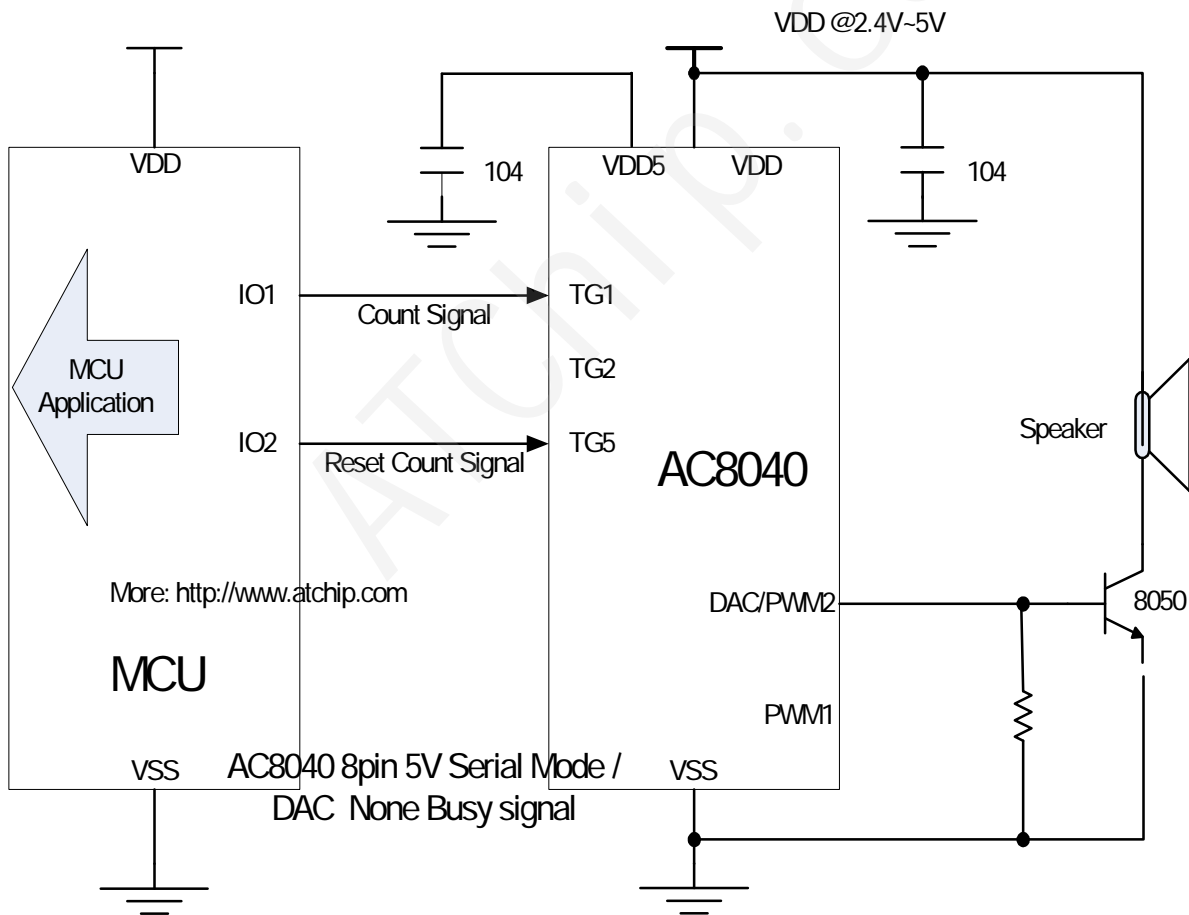 VDD @2.4V~5V
VDD
104
VDD5
VDD
104
IO1
Count Signal
TG1
MCU
Application
TG2
Speaker
IO2
Reset Count Signal
TG5
AC8040
More: http://www.atchip.com
DAC/PWM2
8050
MCU
PWM1
VSS
AC8040 8pin 5V Serial Mode /
DAC None Busy signal
VSS
ATChip.